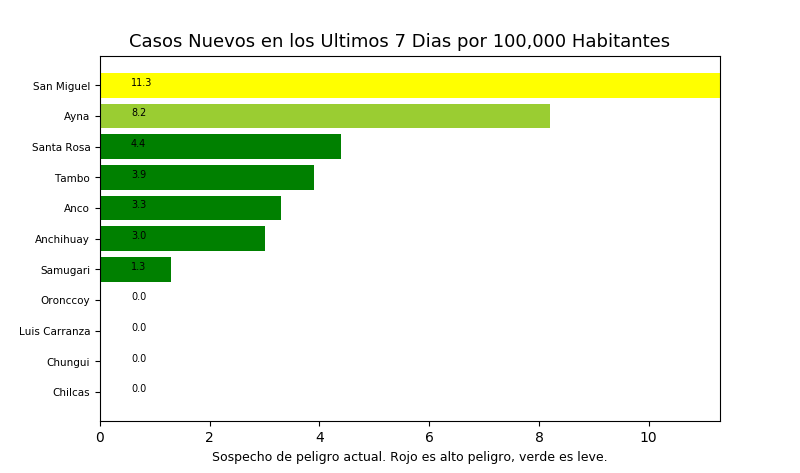 Casos Nuevos en los Ultimos 7 Dias por 100,000 Habitantes
San Miguel 11.3
Ayna 8.2
Santa Rosa 4.4
Tambo 3.9
Anco 3.3
Anchihuay 3.0
Samugari 1.3
Oronccoy 0.0
Luis Carranza 0.0
Chungui 0.0
Chilcas 0.0
0 2 4 6 8 10
Sospecho de peligro actual. Rojo es alto peligro, verde es leve.